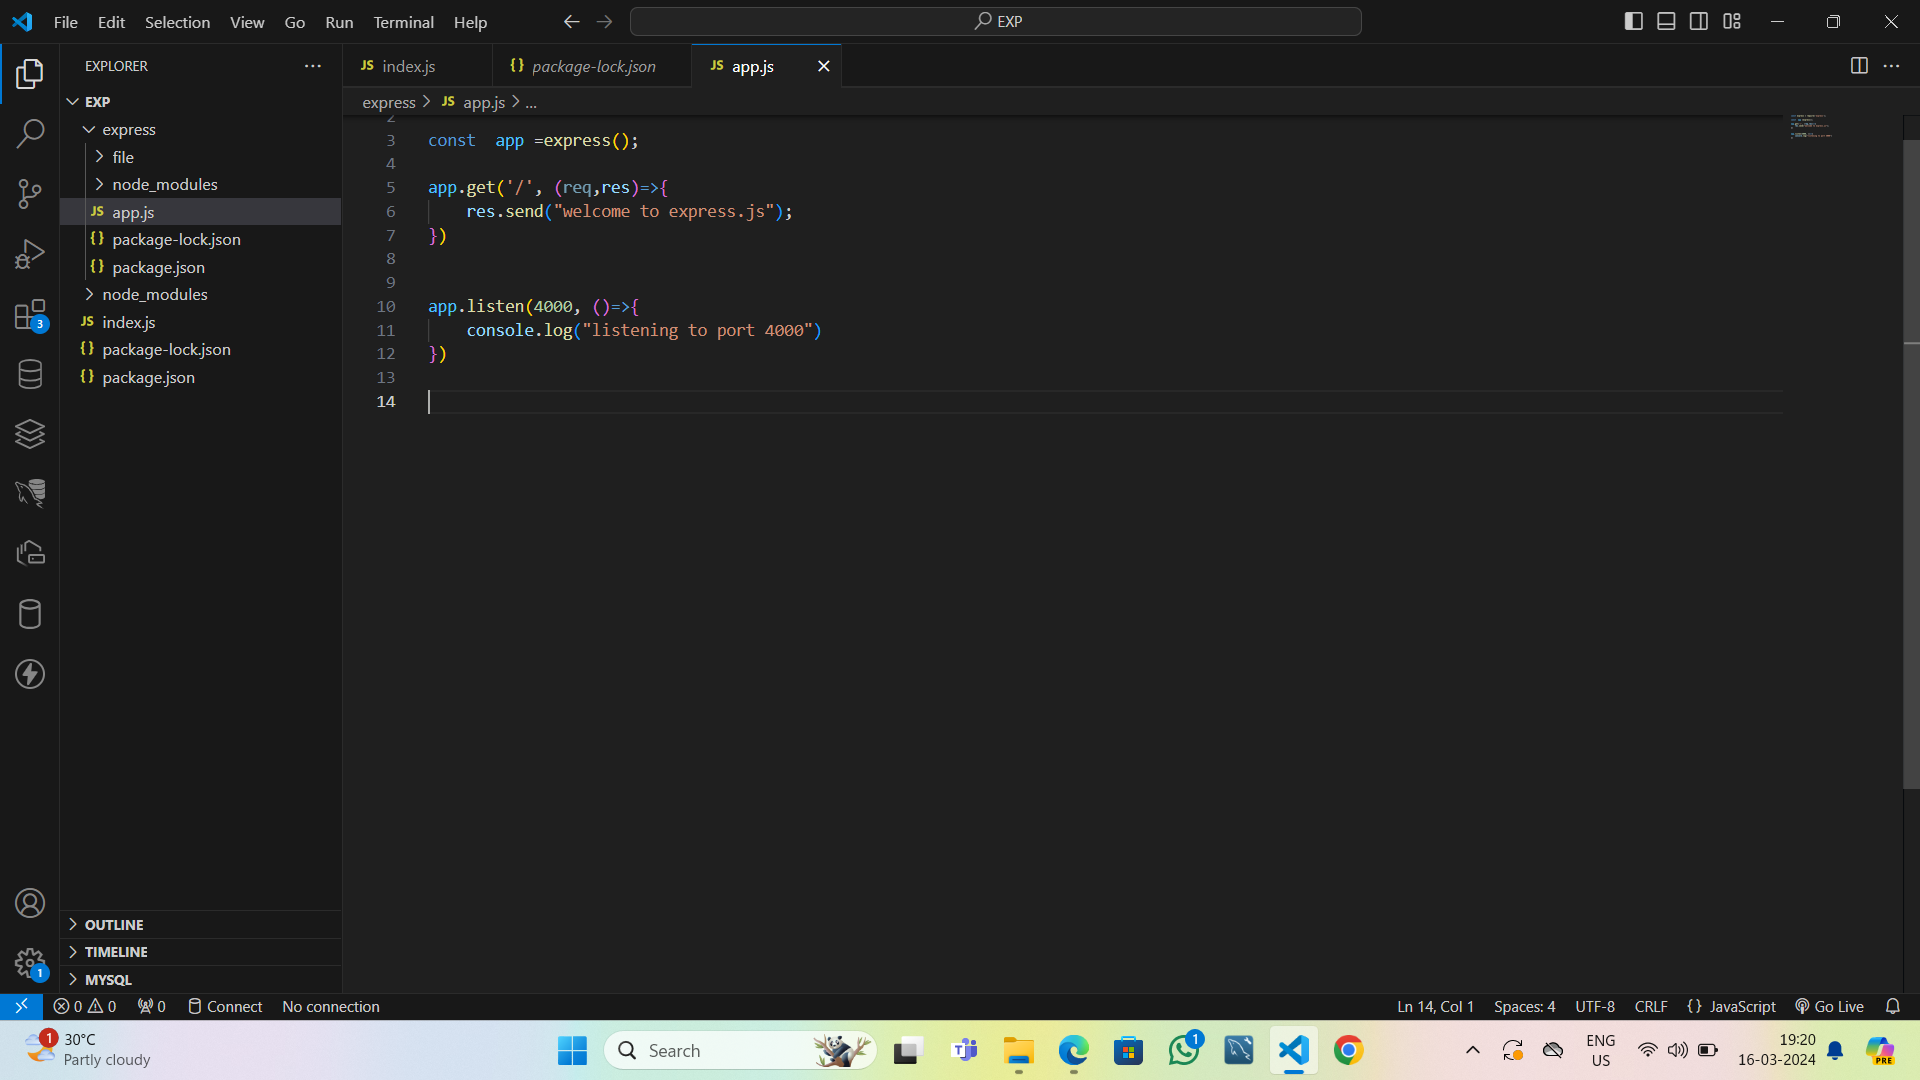 File Edit Selection View Go Run Terminal Help
EXP
EXPLORER
EXP
express
file
node_modules
JS app.js
{} package-lock.json
{} package.json
node_modules
JS index.js
{} package-lock.json
{} package.json
OUTLINE
TIMELINE
MYSQL
JS index.js
{} package-lock.json
JS app.js
express > JS app.js > ...
2
3 const  app =express();
4
5 app.get('/', (req,res)=>{
6     res.send("welcome to express.js");
7 })
8
9
10 app.listen(4000, ()=>{
11     console.log("listening to port 4000")
12 })
13
14
3
1
0 0 0 Connect No connection
Ln 14, Col 1 Spaces: 4 UTF-8 CRLF {} JavaScript Go Live
1
30°C
Partly cloudy
Search
1
ENG
US
19:20
16-03-2024
PRE